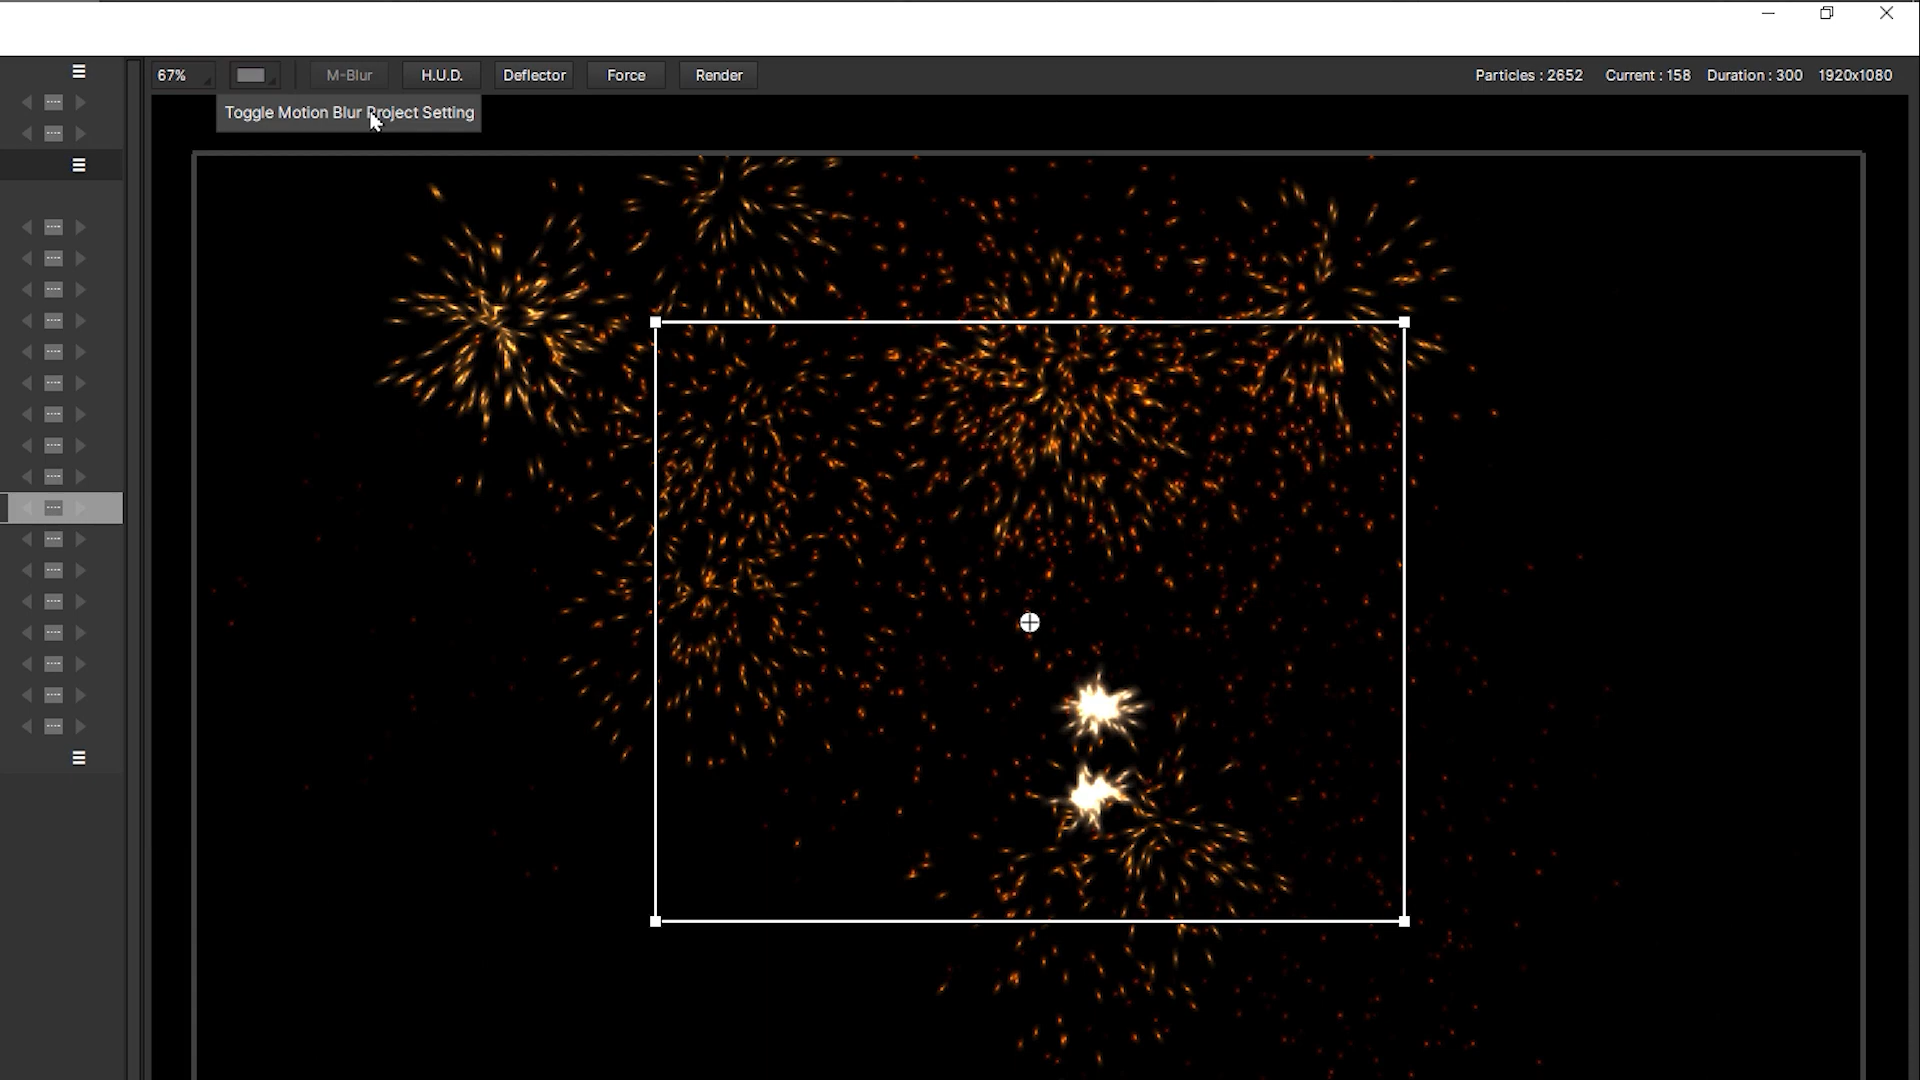 67% M-Blur H.U.D. Deflector Force Render Particles : 2652 Current : 158 Duration : 300 1920x1080
Toggle Motion Blur Project Setting